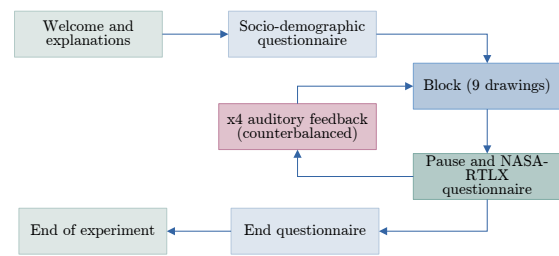 Welcome and
explanations
Socio-demographic
questionnaire
Block (9 drawings)
x4 auditory feedback
(counterbalanced)
Pause and NASA-
RTLX
questionnaire
End of experiment
End questionnaire